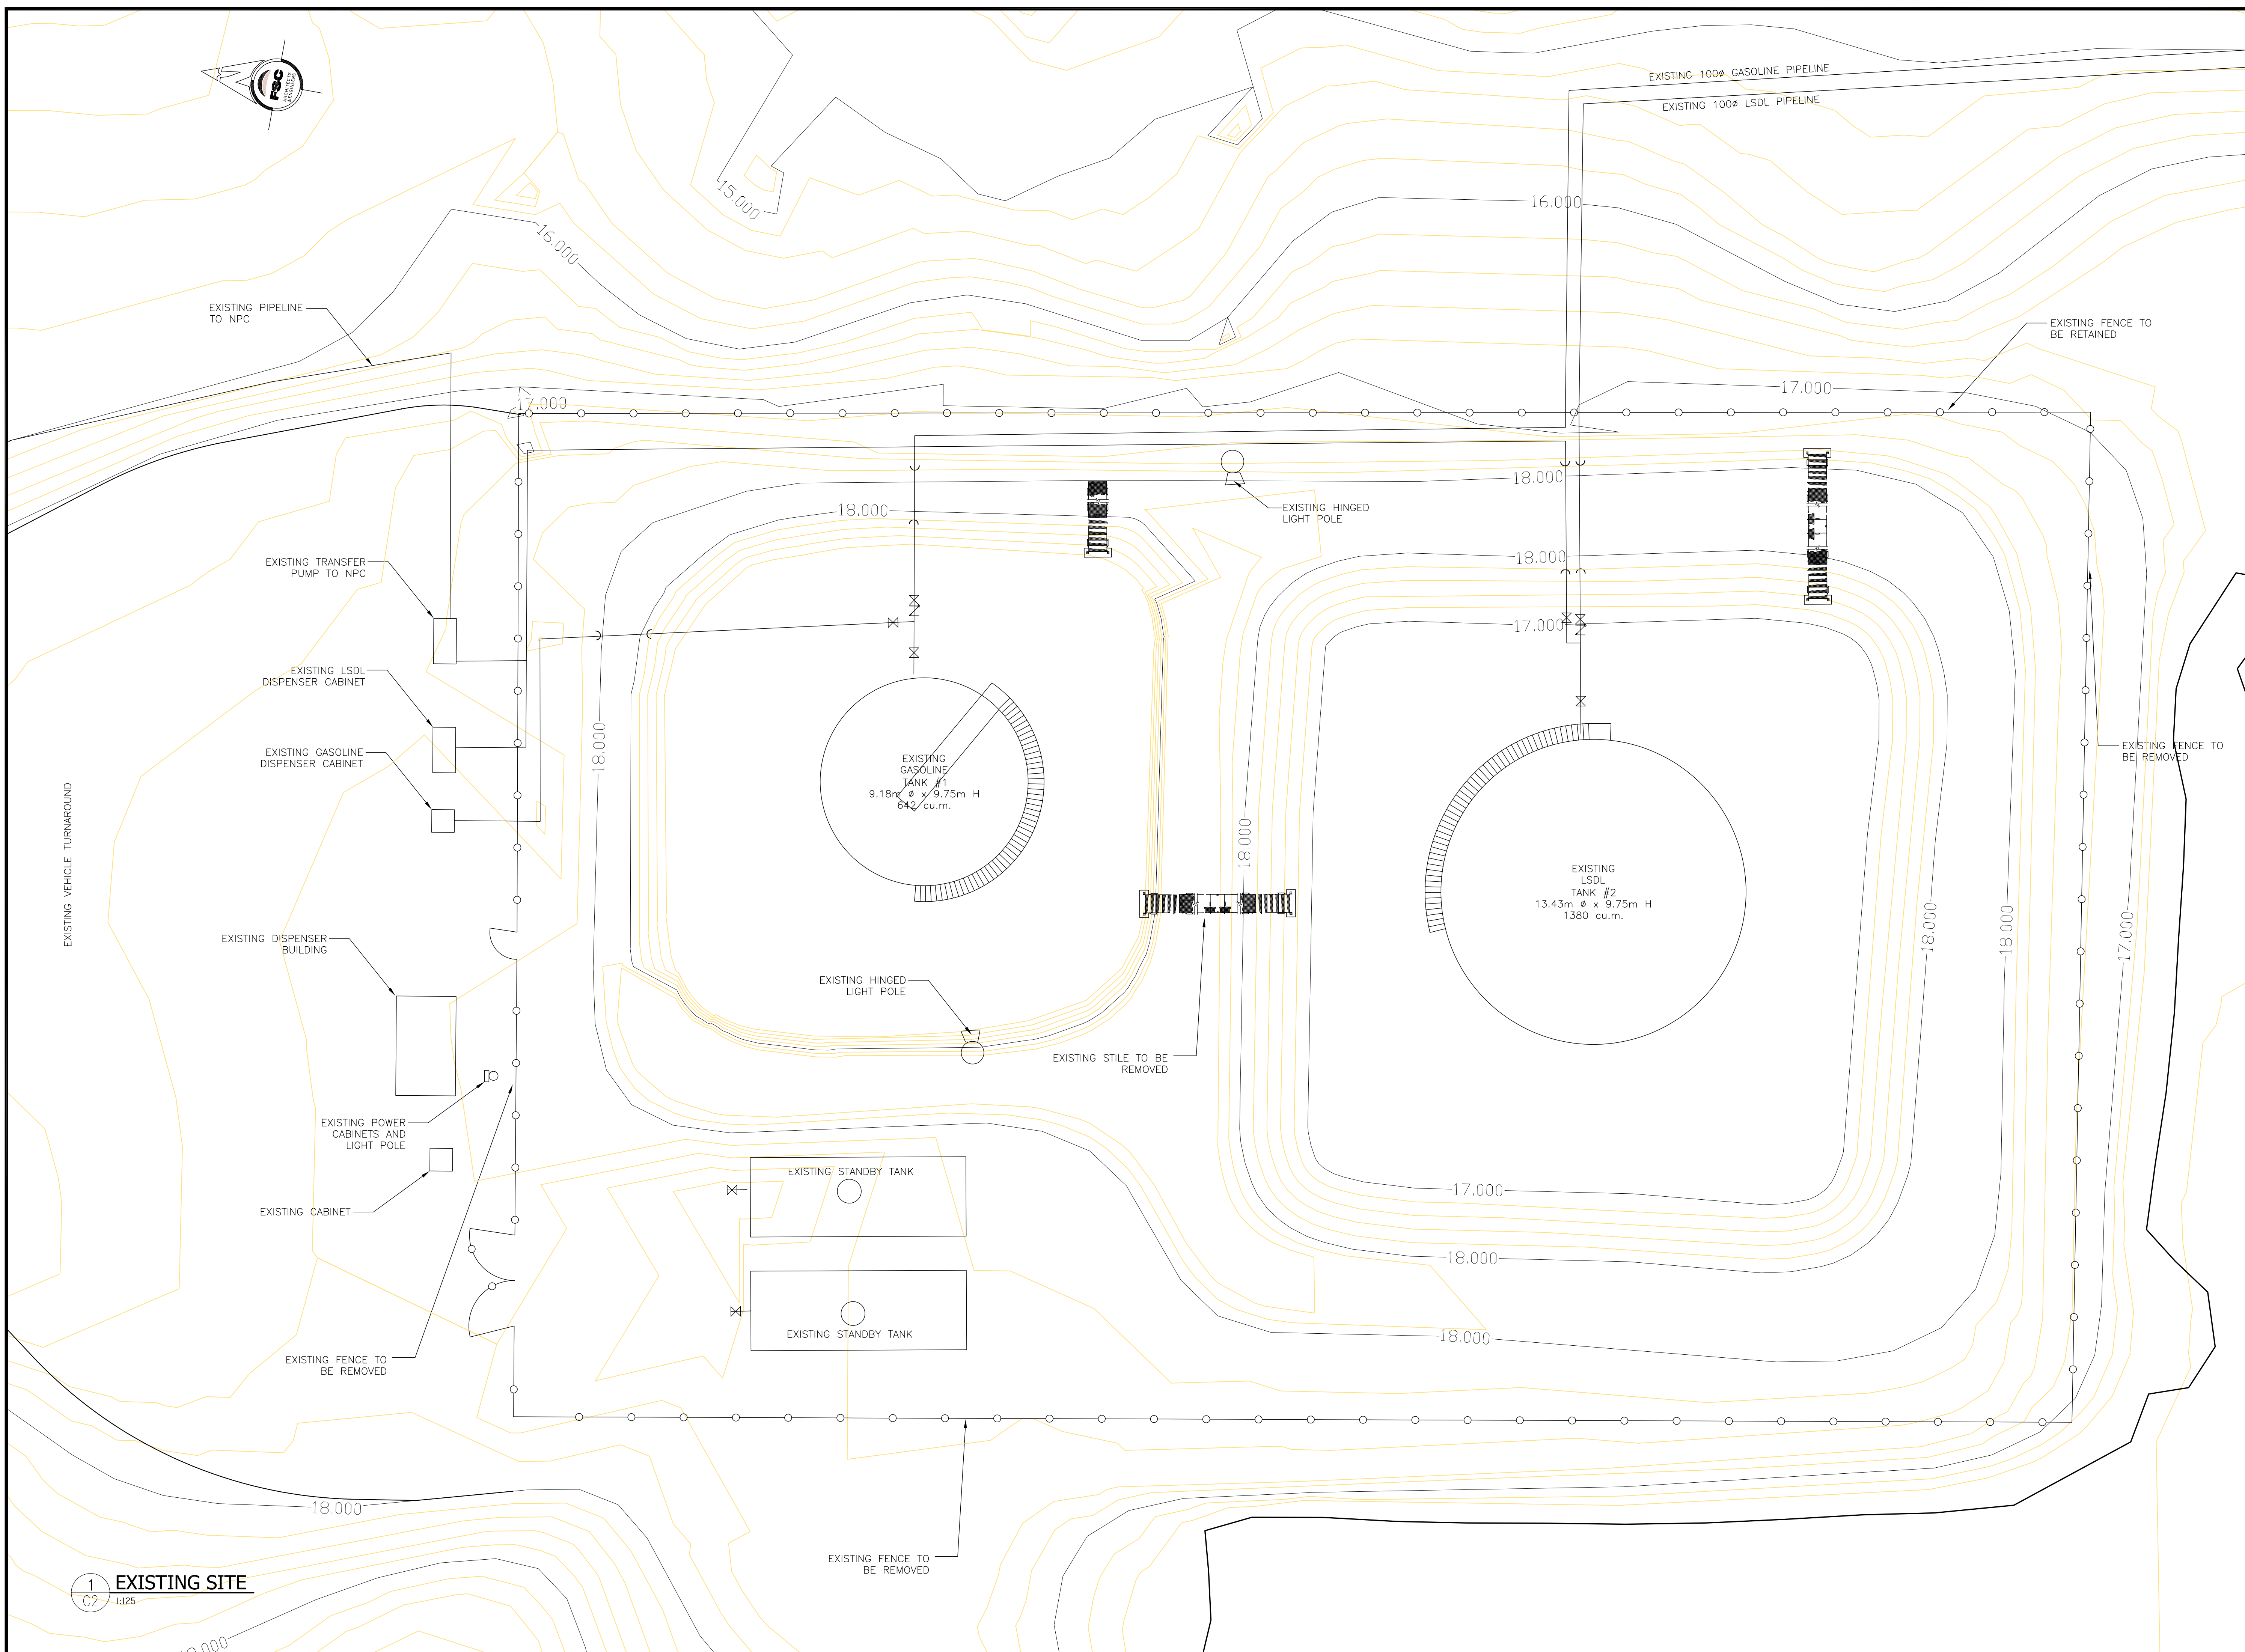 FSC
ARCHITECTS
& ENGINEERS
EXISTING 100ø GASOLINE PIPELINE
EXISTING 100ø LSDL PIPELINE
15.000
16.000
16.000
EXISTING PIPELINE
TO NPC
EXISTING FENCE TO
BE RETAINED
17.000
17.000
18.000
18.000
EXISTING HINGED
LIGHT POLE
18.000
17.000
EXISTING TRANSFER
PUMP TO NPC
EXISTING LSDL
DISPENSER CABINET
EXISTING GASOLINE
DISPENSER CABINET
18.000
EXISTING
GASOLINE
TANK #1
9.18m ø x 9.75m H
642 cu.m.
EXISTING FENCE TO
BE REMOVED
EXISTING VEHICLE TURNAROUND
18.000
EXISTING
LSDL
TANK #2
13.43m ø x 9.75m H
1380 cu.m.
18.000
18.000
17.000
EXISTING DISPENSER
BUILDING
EXISTING HINGED
LIGHT POLE
EXISTING STILE TO BE
REMOVED
EXISTING POWER
CABINETS AND
LIGHT POLE
EXISTING STANDBY TANK
17.000
EXISTING CABINET
18.000
EXISTING STANDBY TANK
18.000
EXISTING FENCE TO
BE REMOVED
18.000
EXISTING FENCE TO
BE REMOVED
1
C2
EXISTING SITE
1:125